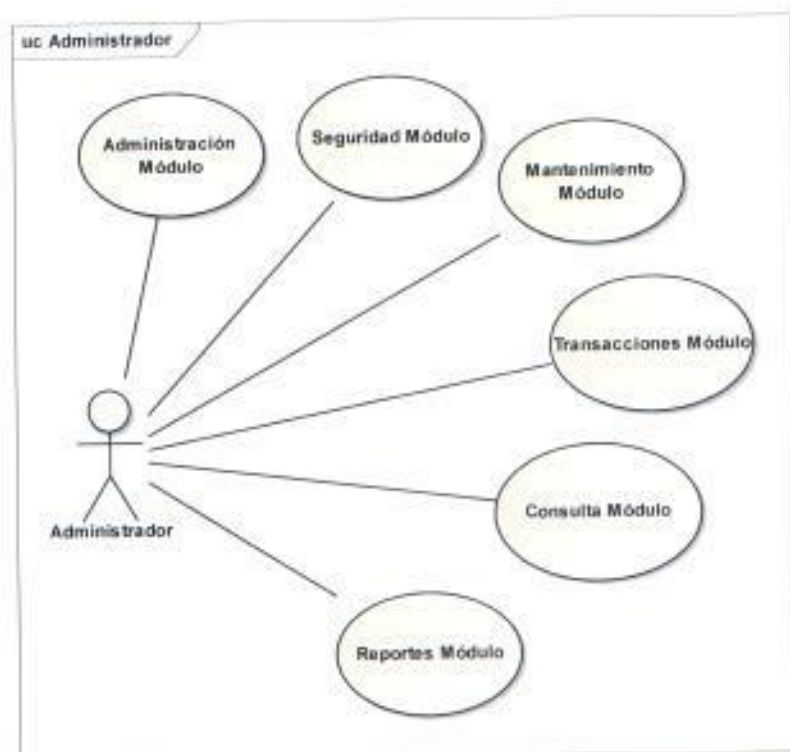 uc Administrador
Administración
Módulo
Seguridad Módulo
Mantenimiento
Módulo
Transacciones Módulo
Consulta Módulo
Administrador
Reportes Módulo